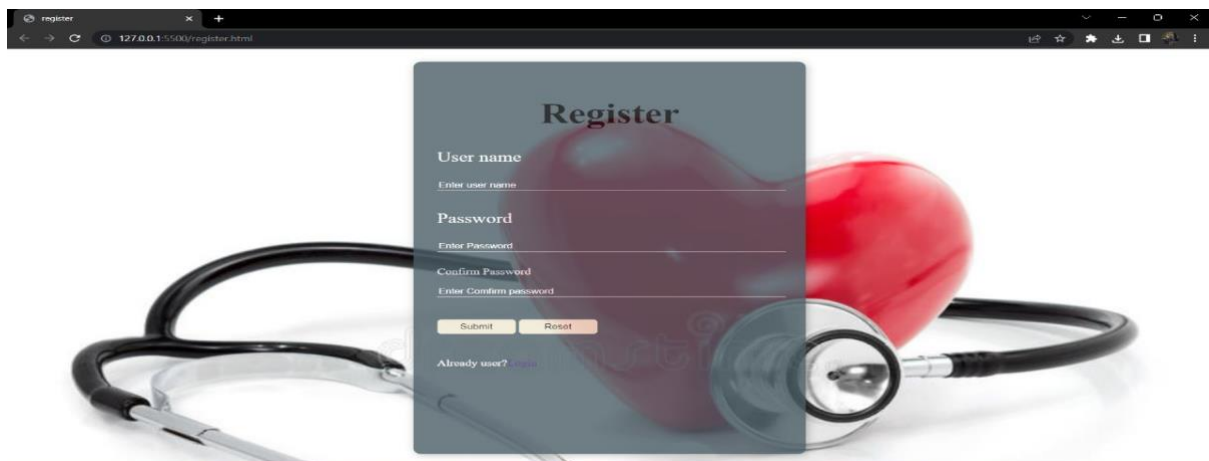 register
127.0.0.1:5500/register.html
Register
User name
Enter user name
Password
Enter Password
Confirm Password
Enter Comfirm password
Submit Reset
Already user?Login